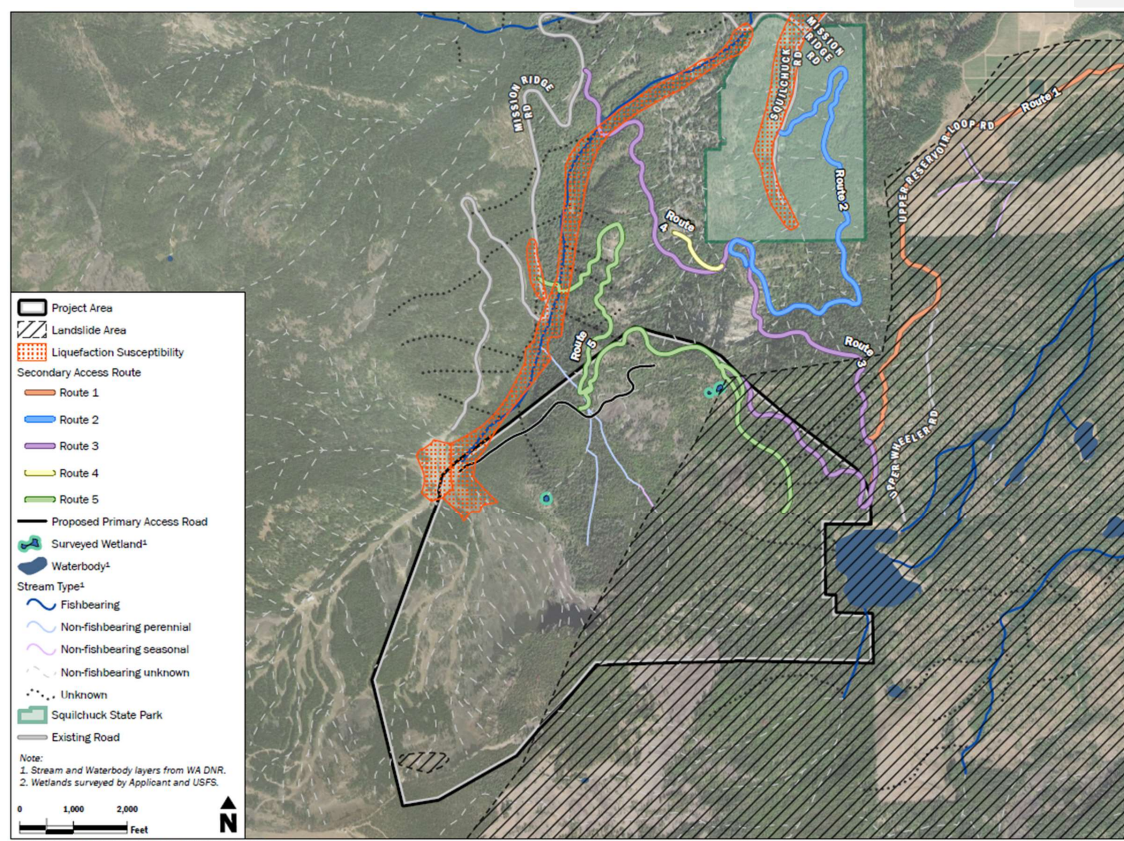 MISSION
RIDGE
RD
SQUILCHUCK
RD
MISSION RIDGE
RD
Route 1
UPPER RESERVOIR LOOP RD
Route 2
Route
4
Route
5
Route
3
UPPER WHEELER RD
Project Area
Landslide Area
Liquefaction Susceptibility
Secondary Access Route
Route 1
Route 2
Route 3
Route 4
Route 5
Proposed Primary Access Road
Surveyed Wetland¹
Waterbody¹
Stream Type¹
Fishbearing
Non-fishbearing perennial
Non-fishbearing seasonal
Non-fishbearing unknown
Unknown
Squilchuck State Park
Existing Road
Note:
1. Stream and Waterbody layers from WA DNR.
2. Wetlands surveyed by Applicant and USFS.
0 1,000 2,000
Feet
N